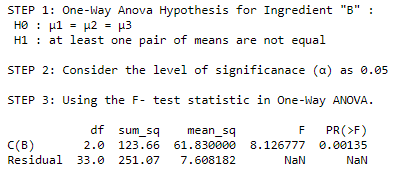 STEP 1: One-Way Anova Hypothesis for Ingredient "B" :
H0 : μ1 = μ2 = μ3
H1 : at least one pair of means are not equal
STEP 2: Consider the level of significanace (α) as 0.05
STEP 3: Using the F- test statistic in One-Way ANOVA.
df sum_sq mean_sq F PR(>F)
C(B) 2.0 123.66 61.830000 8.126777 0.00135
Residual 33.0 251.07 7.608182 NaN NaN